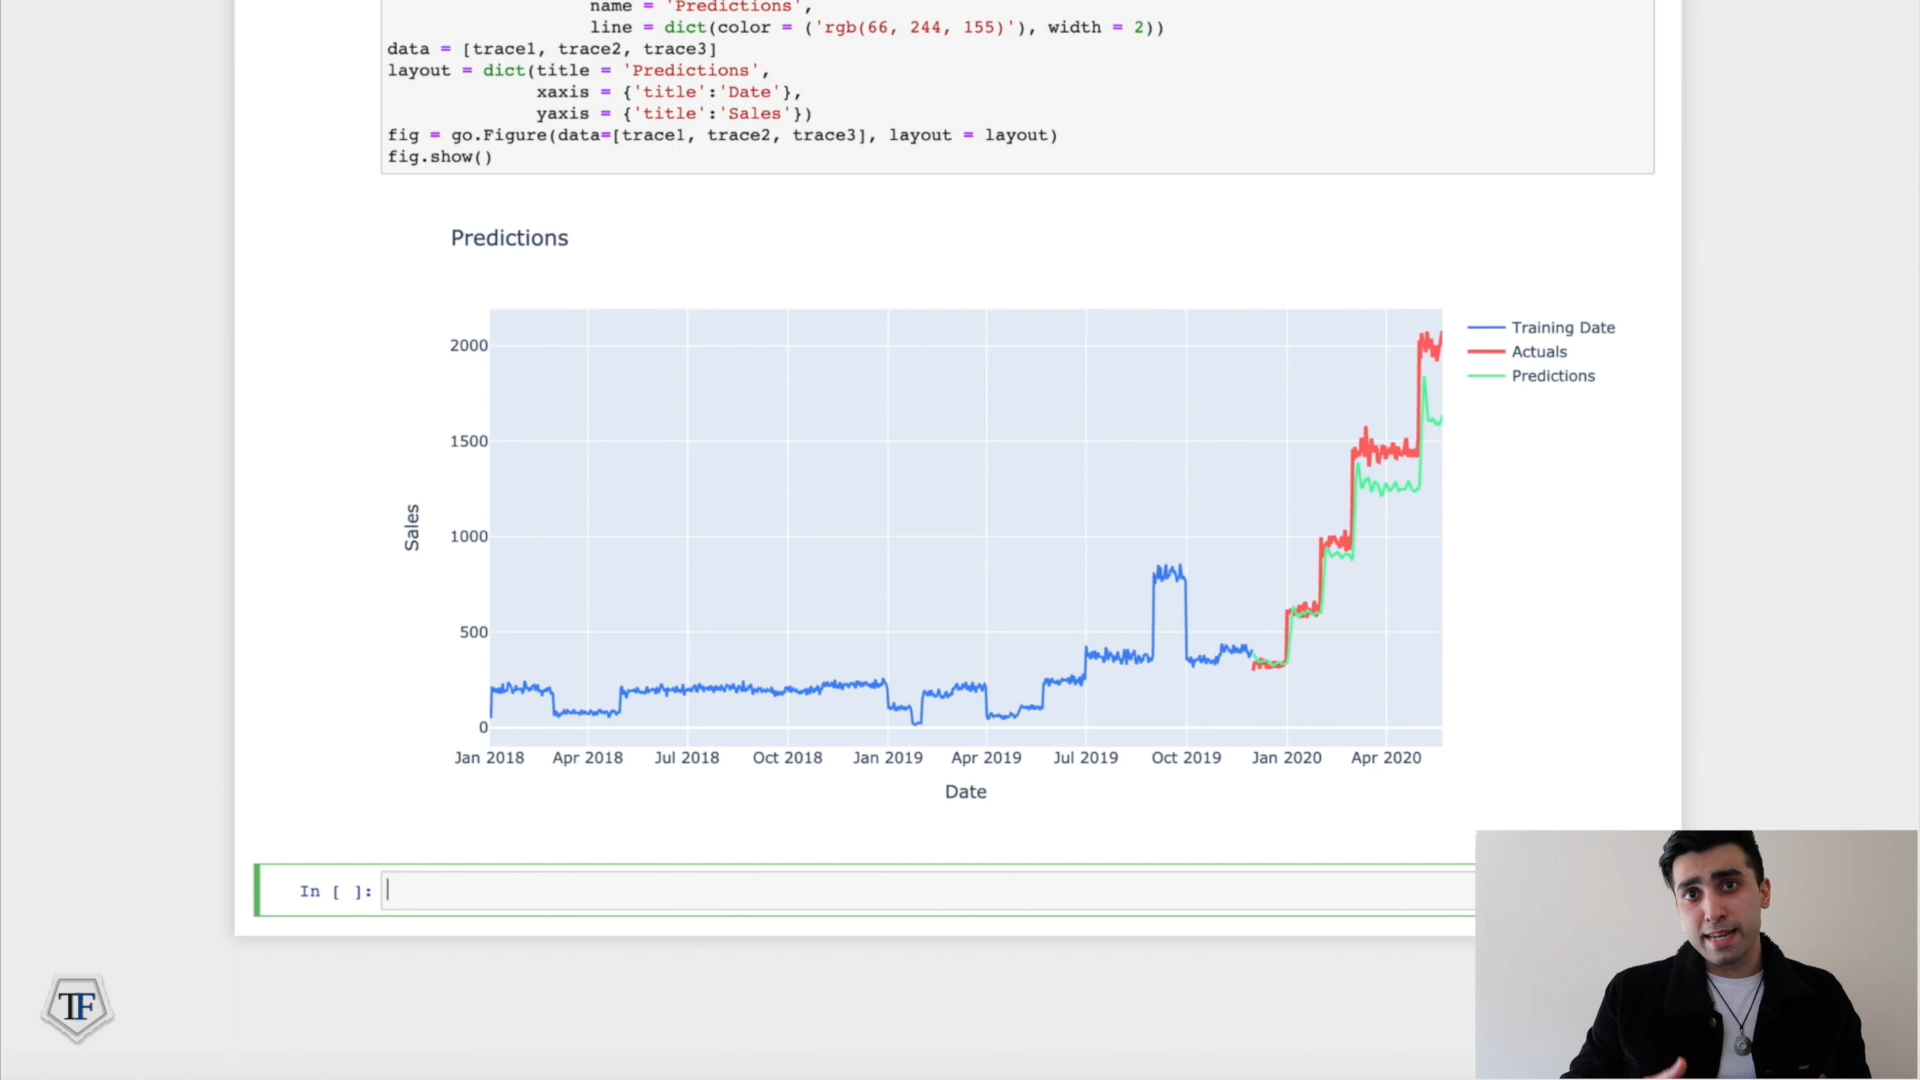 name = 'Predictions',
line = dict(color = ('rgb(66, 244, 155)'), width = 2))
data = [trace1, trace2, trace3]
layout = dict(title = 'Predictions',
xaxis = {'title':'Date'},
yaxis = {'title':'Sales'})
fig = go.Figure(data=[trace1, trace2, trace3], layout = layout)
fig.show()
Predictions
Training Date
Actuals
Predictions
2000
1500
1000
500
0
Sales
Jan 2018 Apr 2018 Jul 2018 Oct 2018 Jan 2019 Apr 2019 Jul 2019 Oct 2019 Jan 2020 Apr 2020
Date
In [ ]:
TF